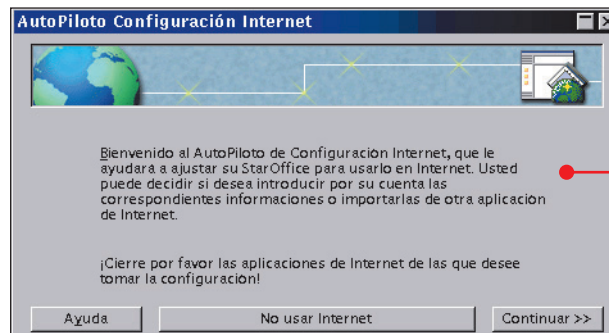 AutoPiloto Configuración Internet
Bienvenido al AutoPiloto de Configuración Internet, que le
ayudará a ajustar su StarOffice para usarlo en Internet. Usted
puede decidir si desea introducir por su cuenta las
correspondientes informaciones o importarlas de otra aplicación
de Internet.
¡Cierre por favor las aplicaciones de Internet de las que desee
tomar la configuración!
Ayuda
No usar Internet
Continuar >>